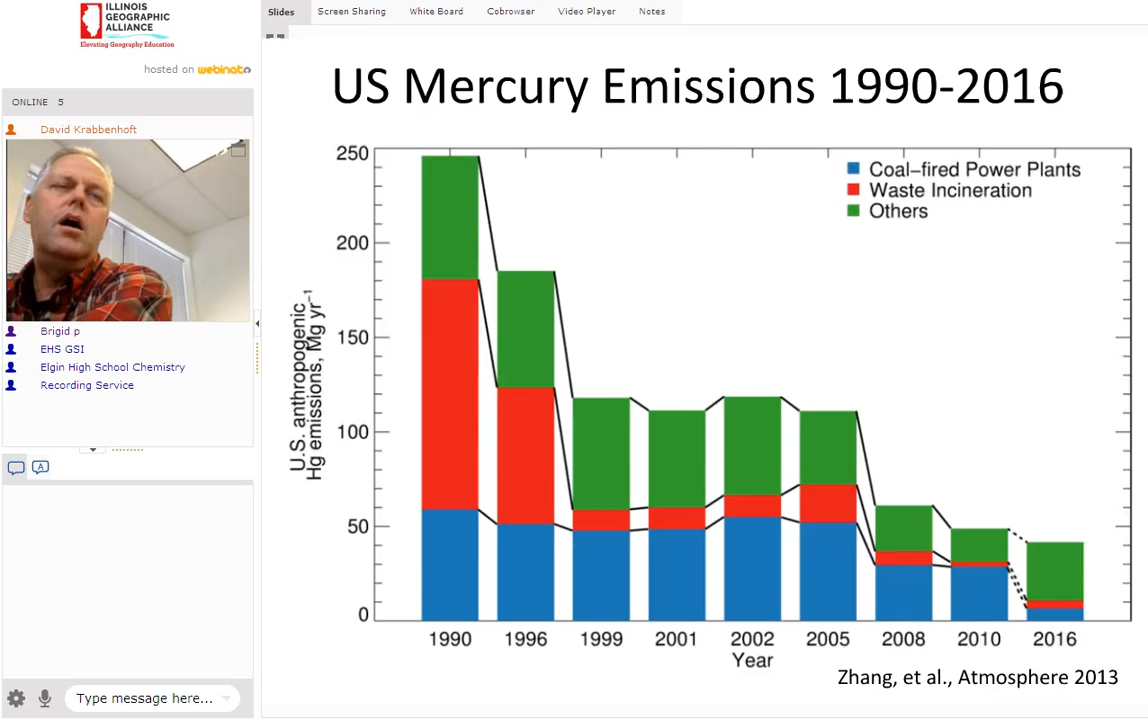 ILLINOIS
GEOGRAPHIC
ALLIANCE
Elevating Geography Education
hosted on webinato
ONLINE 5
David Krabbenhoft
Brigid p
EHS GSI
Elgin High School Chemistry
Recording Service
A
Type message here...
Slides
Screen Sharing
White Board
Cobrowser
Video Player
Notes
US Mercury Emissions 1990-2016
U.S. anthropogenic
Hg emissions, Mg yr⁻¹
250
200
150
100
50
0
Coal-fired Power Plants
Waste Incineration
Others
1990 1996 1999 2001 2002 2005 2008 2010 2016
Year
Zhang, et al., Atmosphere 2013